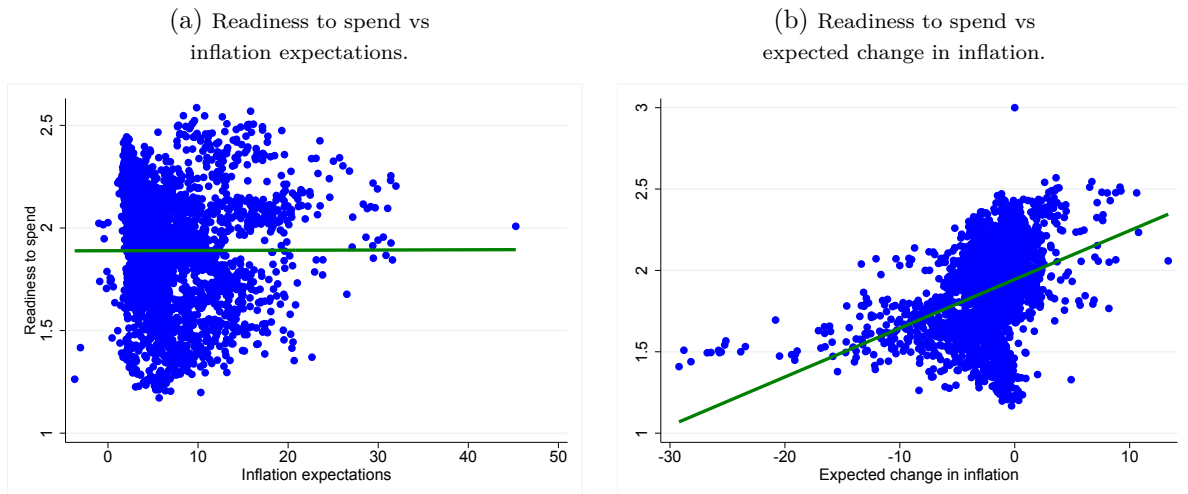 (a) Readiness to spend vs
inflation expectations.
2.5
2
1.5
1
Readiness to spend
0 10 20 30 40 50
Inflation expectations
(b) Readiness to spend vs
expected change in inflation.
3
2.5
2
1.5
1
-30 -20 -10 0 10
Expected change in inflation